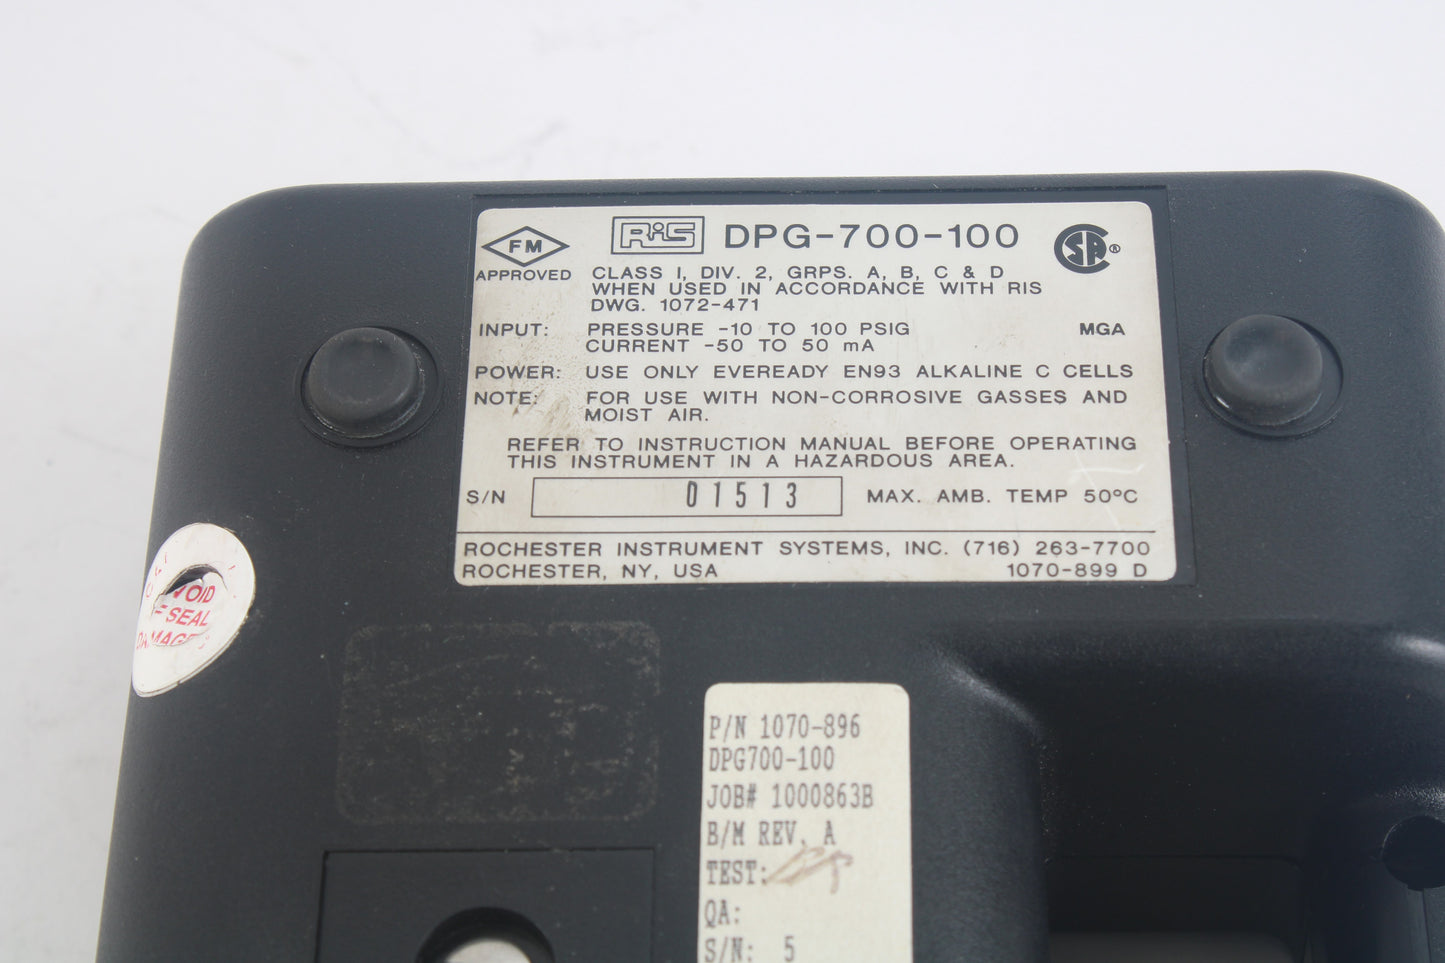 FM
APPROVED
RiS DPG-700-100
SA ®
CLASS I, DIV. 2, GRPS. A, B, C & D
WHEN USED IN ACCORDANCE WITH RIS
DWG. 1072-471
INPUT: PRESSURE -10 TO 100 PSIG MGA
CURRENT -50 TO 50 mA
POWER: USE ONLY EVEREADY EN93 ALKALINE C CELLS
NOTE: FOR USE WITH NON-CORROSIVE GASSES AND
MOIST AIR.
REFER TO INSTRUCTION MANUAL BEFORE OPERATING
THIS INSTRUMENT IN A HAZARDOUS AREA.
S/N 01513 MAX. AMB. TEMP 50°C
ROCHESTER INSTRUMENT SYSTEMS, INC. (716) 263-7700
ROCHESTER, NY, USA 1070-899 D
VOID
SEAL
P/N 1070-896
DPG700-100
JOB# 1000863B
B/M REV. A
TEST:
QA:
S/N: 5